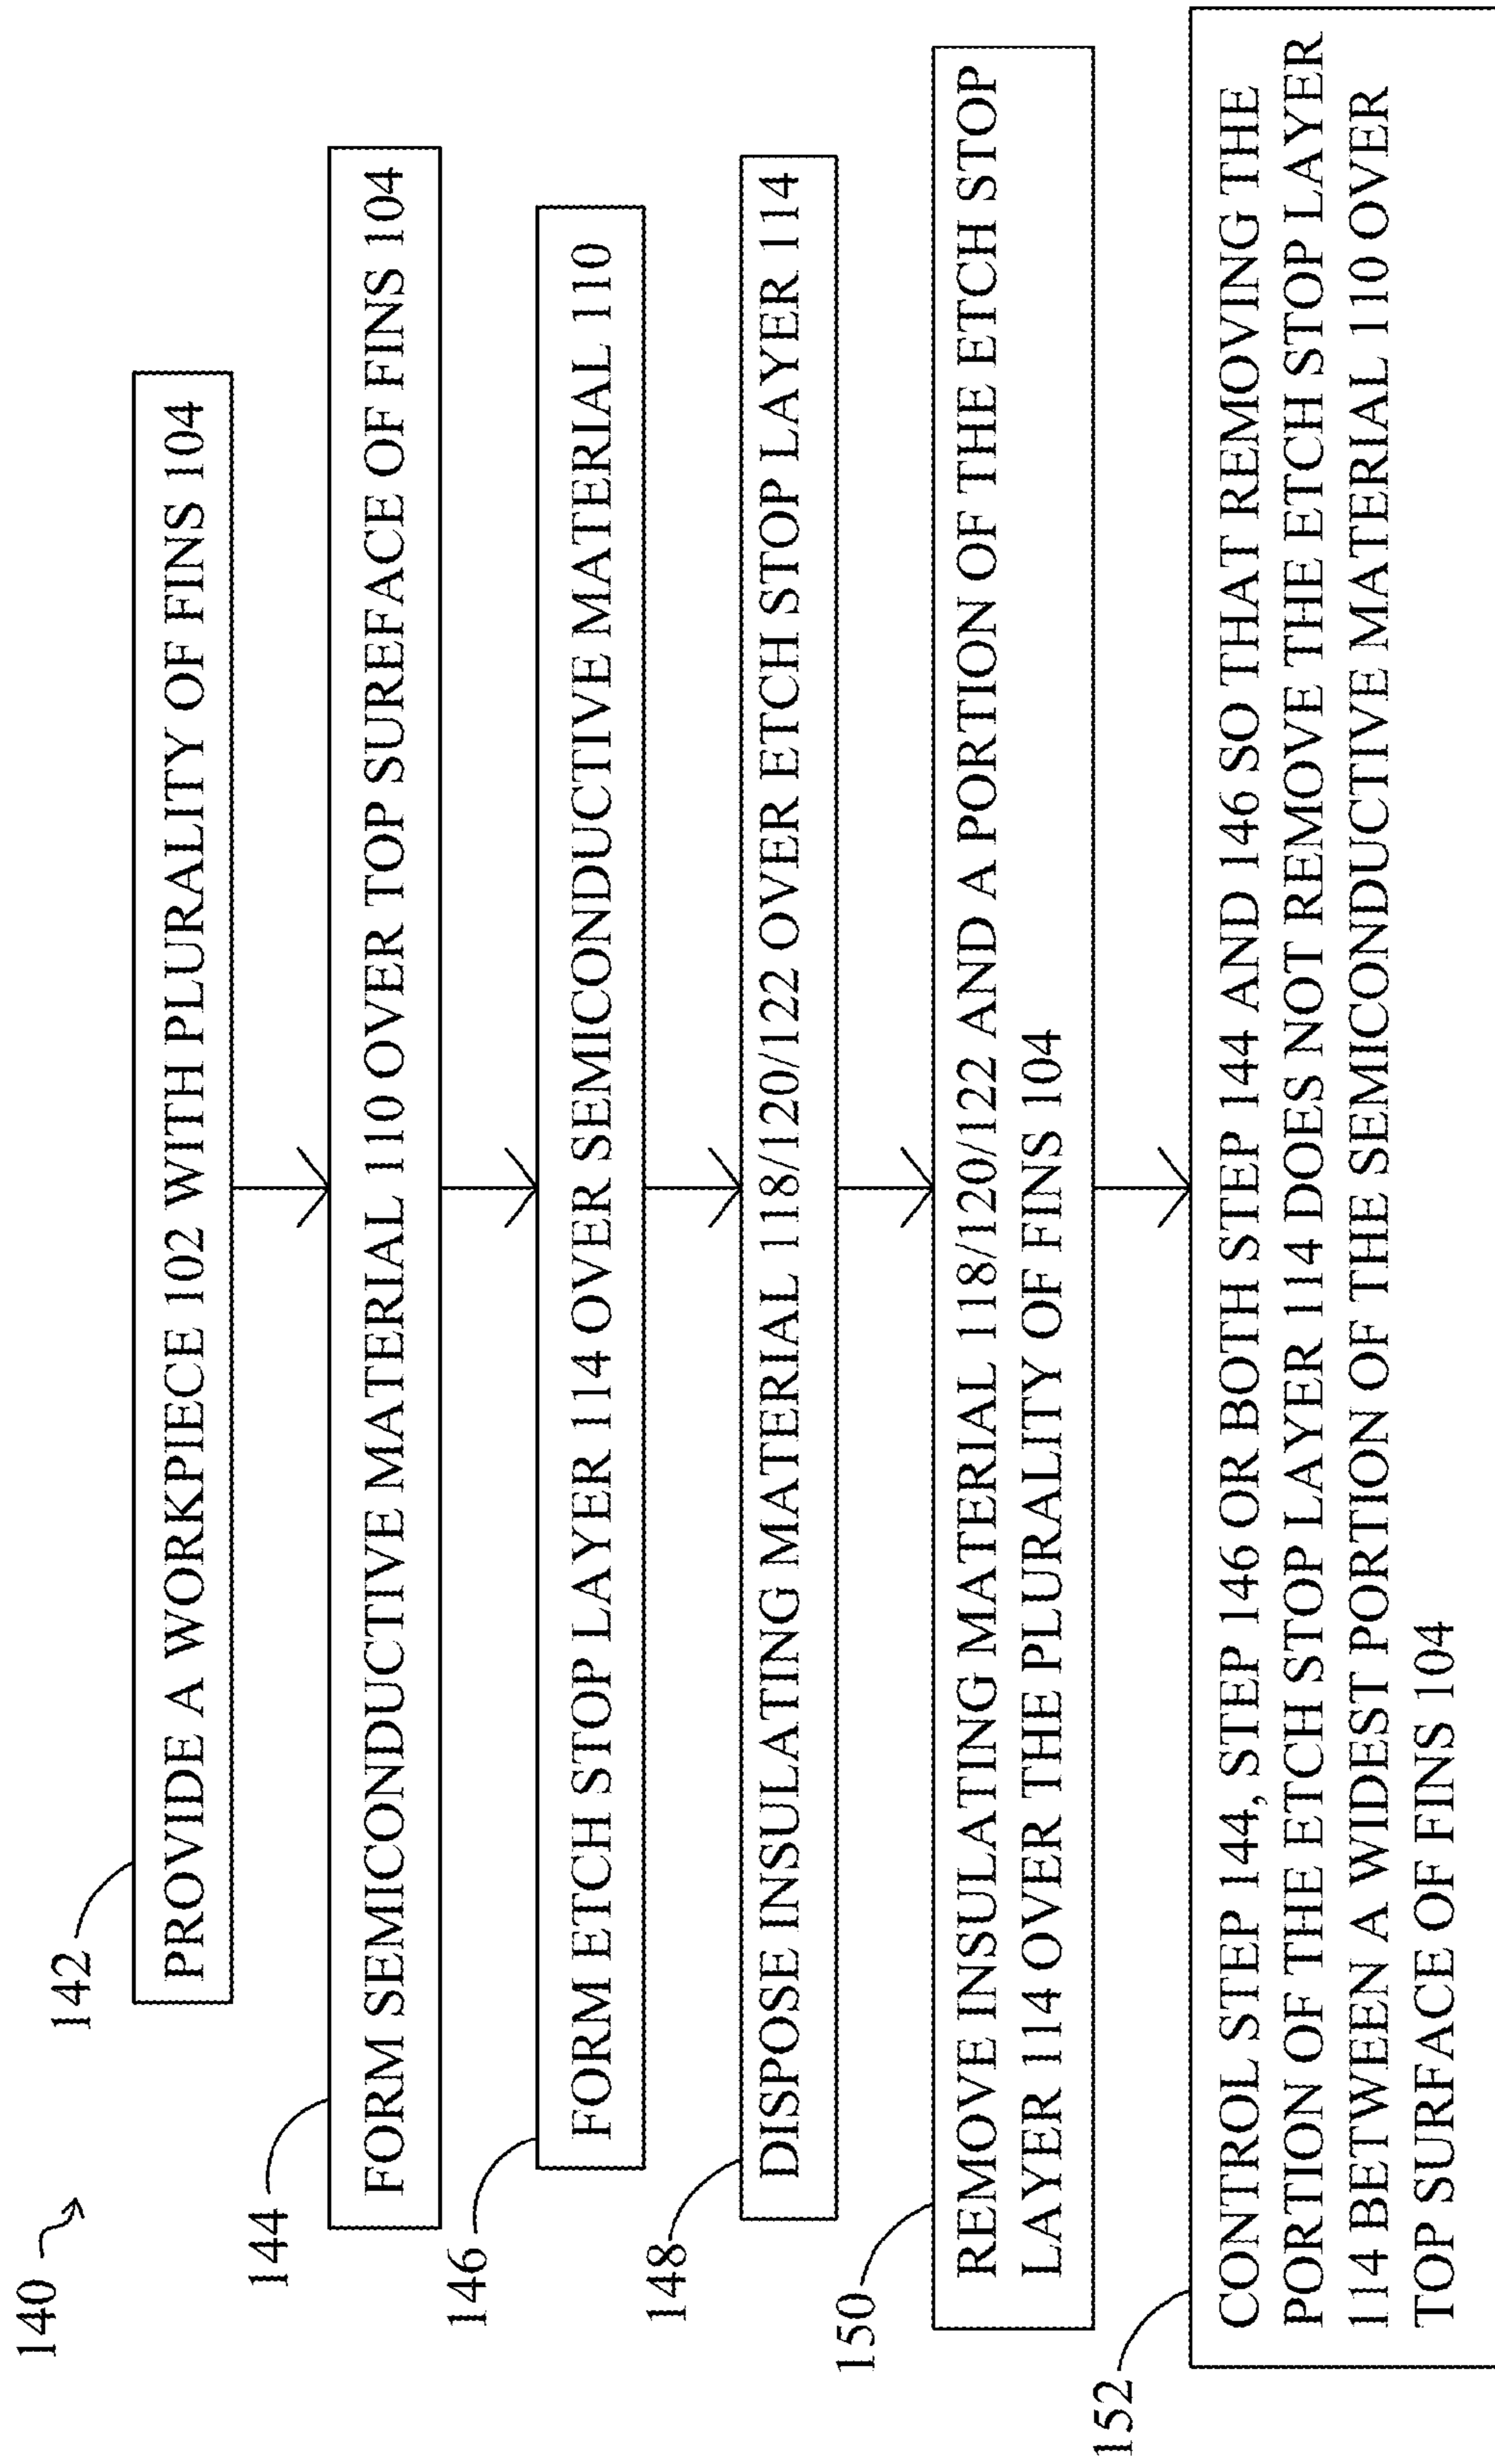 140
142
PROVIDE A WORKPIECE 102 WITH PLURALITY OF FINS 104
144
FORM SEMICONDUCTIVE MATERIAL 110 OVER TOP SUREFACE OF FINS 104
146
FORM ETCH STOP LAYER 114 OVER SEMICONDUCTIVE MATERIAL 110
148
DISPOSE INSULATING MATERIAL 118/120/122 OVER ETCH STOP LAYER 114
150
REMOVE INSULATING MATERIAL 118/120/122 AND A PORTION OF THE ETCH STOP
LAYER 114 OVER THE PLURALITY OF FINS 104
152
CONTROL STEP 144, STEP 146 OR BOTH STEP 144 AND 146 SO THAT REMOVING THE
PORTION OF THE ETCH STOP LAYER 114 DOES NOT REMOVE THE ETCH STOP LAYER
114 BETWEEN A WIDEST PORTION OF THE SEMICONDUCTIVE MATERIAL 110 OVER
TOP SURFACE OF FINS 104